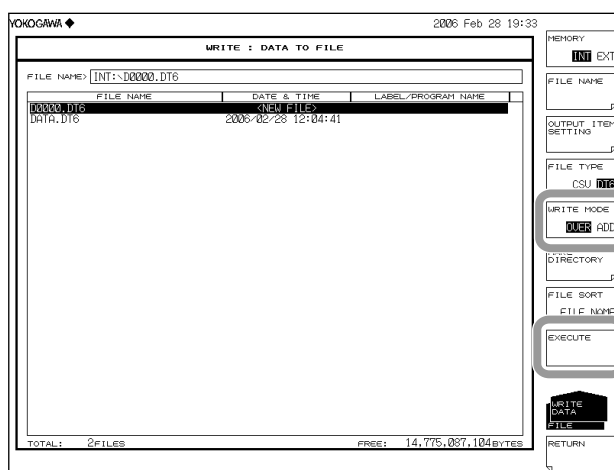 YOKOGAWA ◆ 2006 Feb 28 19:33
WRITE : DATA TO FILE
FILE NAME> INT:\D0000.DT6
FILE NAME DATE & TIME LABEL/PROGRAM NAME
D0000.DT6 <NEW FILE>
DATA.DT6 2006/02/28 12:04:41
TOTAL: 2FILES FREE: 14,775,087,104BYTES
MEMORY
INT EXT
FILE NAME
OUTPUT ITEM
SETTING
FILE TYPE
CSU DT6
WRITE MODE
OVER ADD
DIRECTORY
FILE SORT
FILE NAME
EXECUTE
WRITE
DATA
FILE
RETURN